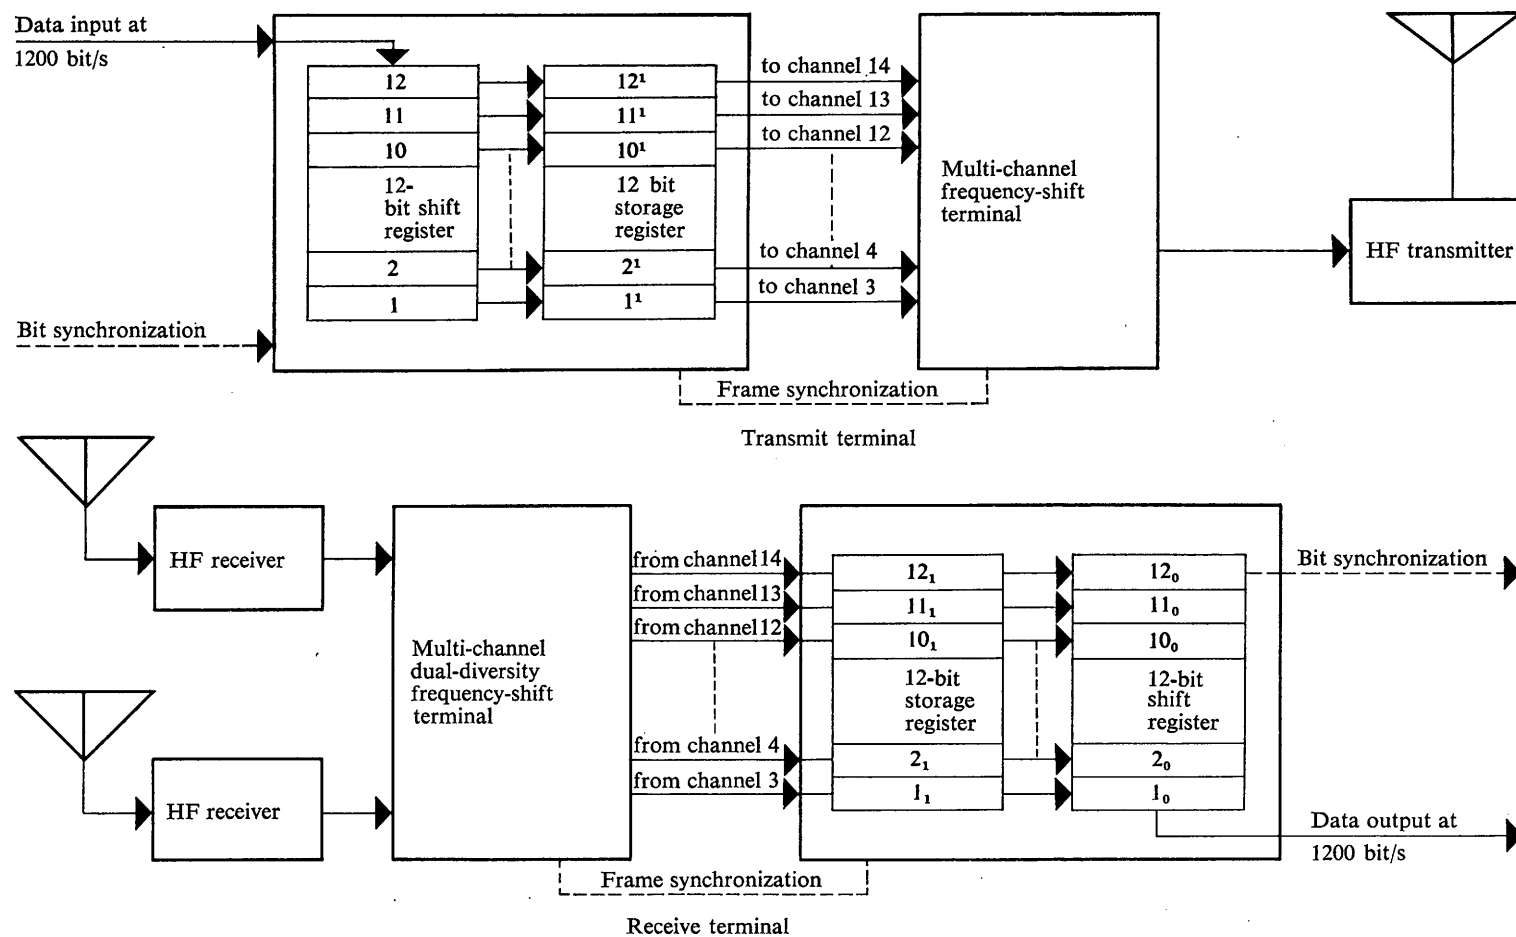 Data input at
1200 bit/s
12
11
10
12-
bit shift
register
2
1
12¹
11¹
10¹
12 bit
storage
register
2¹
1¹
to channel 14
to channel 13
to channel 12
to channel 4
to channel 3
Multi-channel
frequency-shift
terminal
HF transmitter
Bit synchronization
Frame synchronization
Transmit terminal
HF receiver
HF receiver
Multi-channel
dual-diversity
frequency-shift
terminal
from channel 14
from channel 13
from channel 12
from channel 4
from channel 3
12₁
11₁
10₁
12-bit
storage
register
2₁
1₁
12₀
11₀
10₀
12-bit
shift
register
2₀
1₀
Bit synchronization
Data output at
1200 bit/s
Frame synchronization
Receive terminal